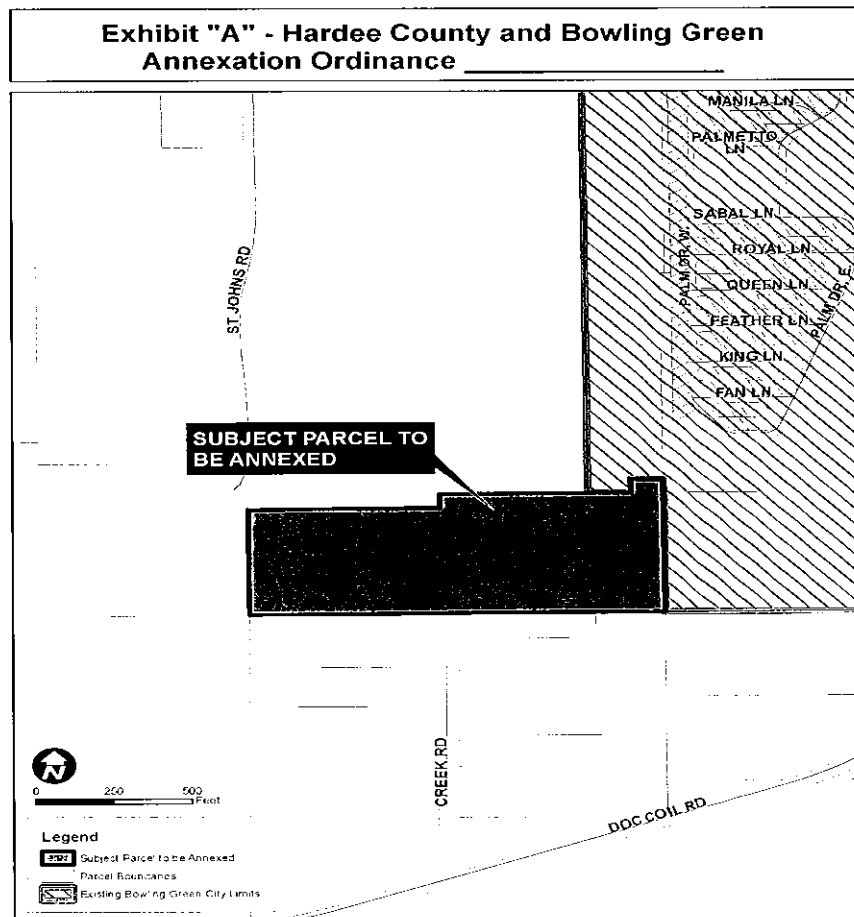 Exhibit "A" - Hardee County and Bowling Green
Annexation Ordinance
MANILA LN
PALMETTO
LN
SABAL LN
ROYAL LN
QUEEN LN
FEATHER LN
KING LN
FAN LN
PALM DR. W.
PALM DR. E.
ST JOHNS RD
SUBJECT PARCEL TO
BE ANNEXED
CREEK RD
DOC COIL RD
N
0 250 500
Feet
Legend
Subject Parcel to be Annexed
Parcel Boundaries
Existing Bowling Green City Limits